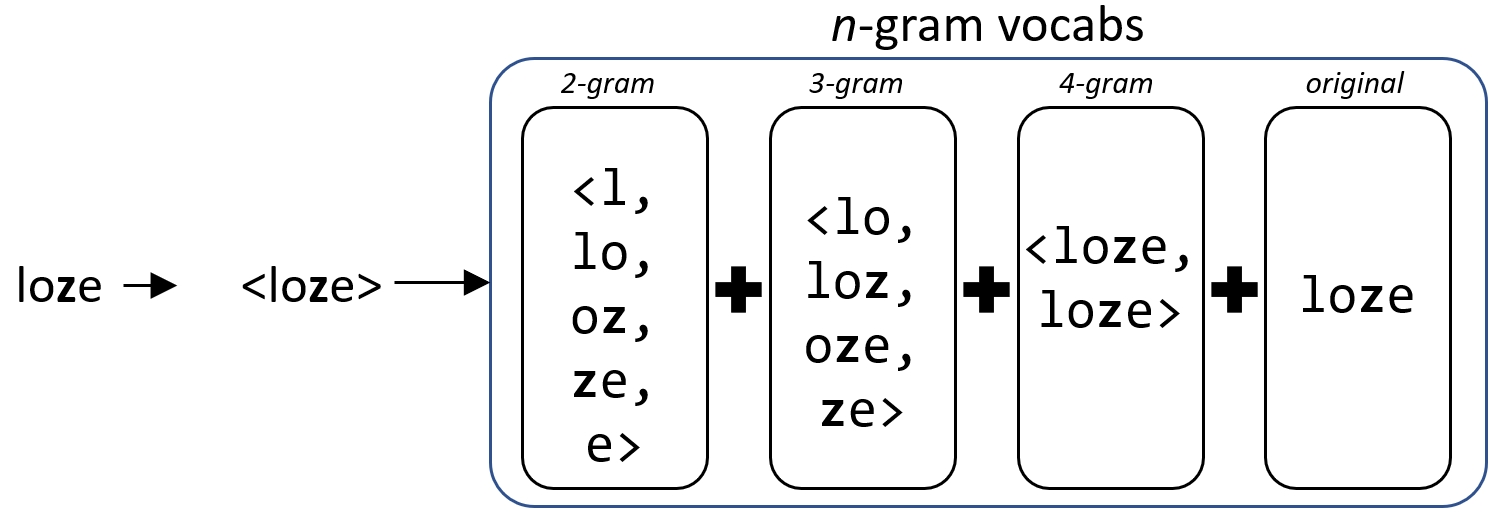 n-gram vocabs
2-gram
3-gram
4-gram
original
loze
<loze>
<l,
lo,
oz,
ze,
e>
<lo,
loz,
oze,
ze>
<loze,
loze>
loze